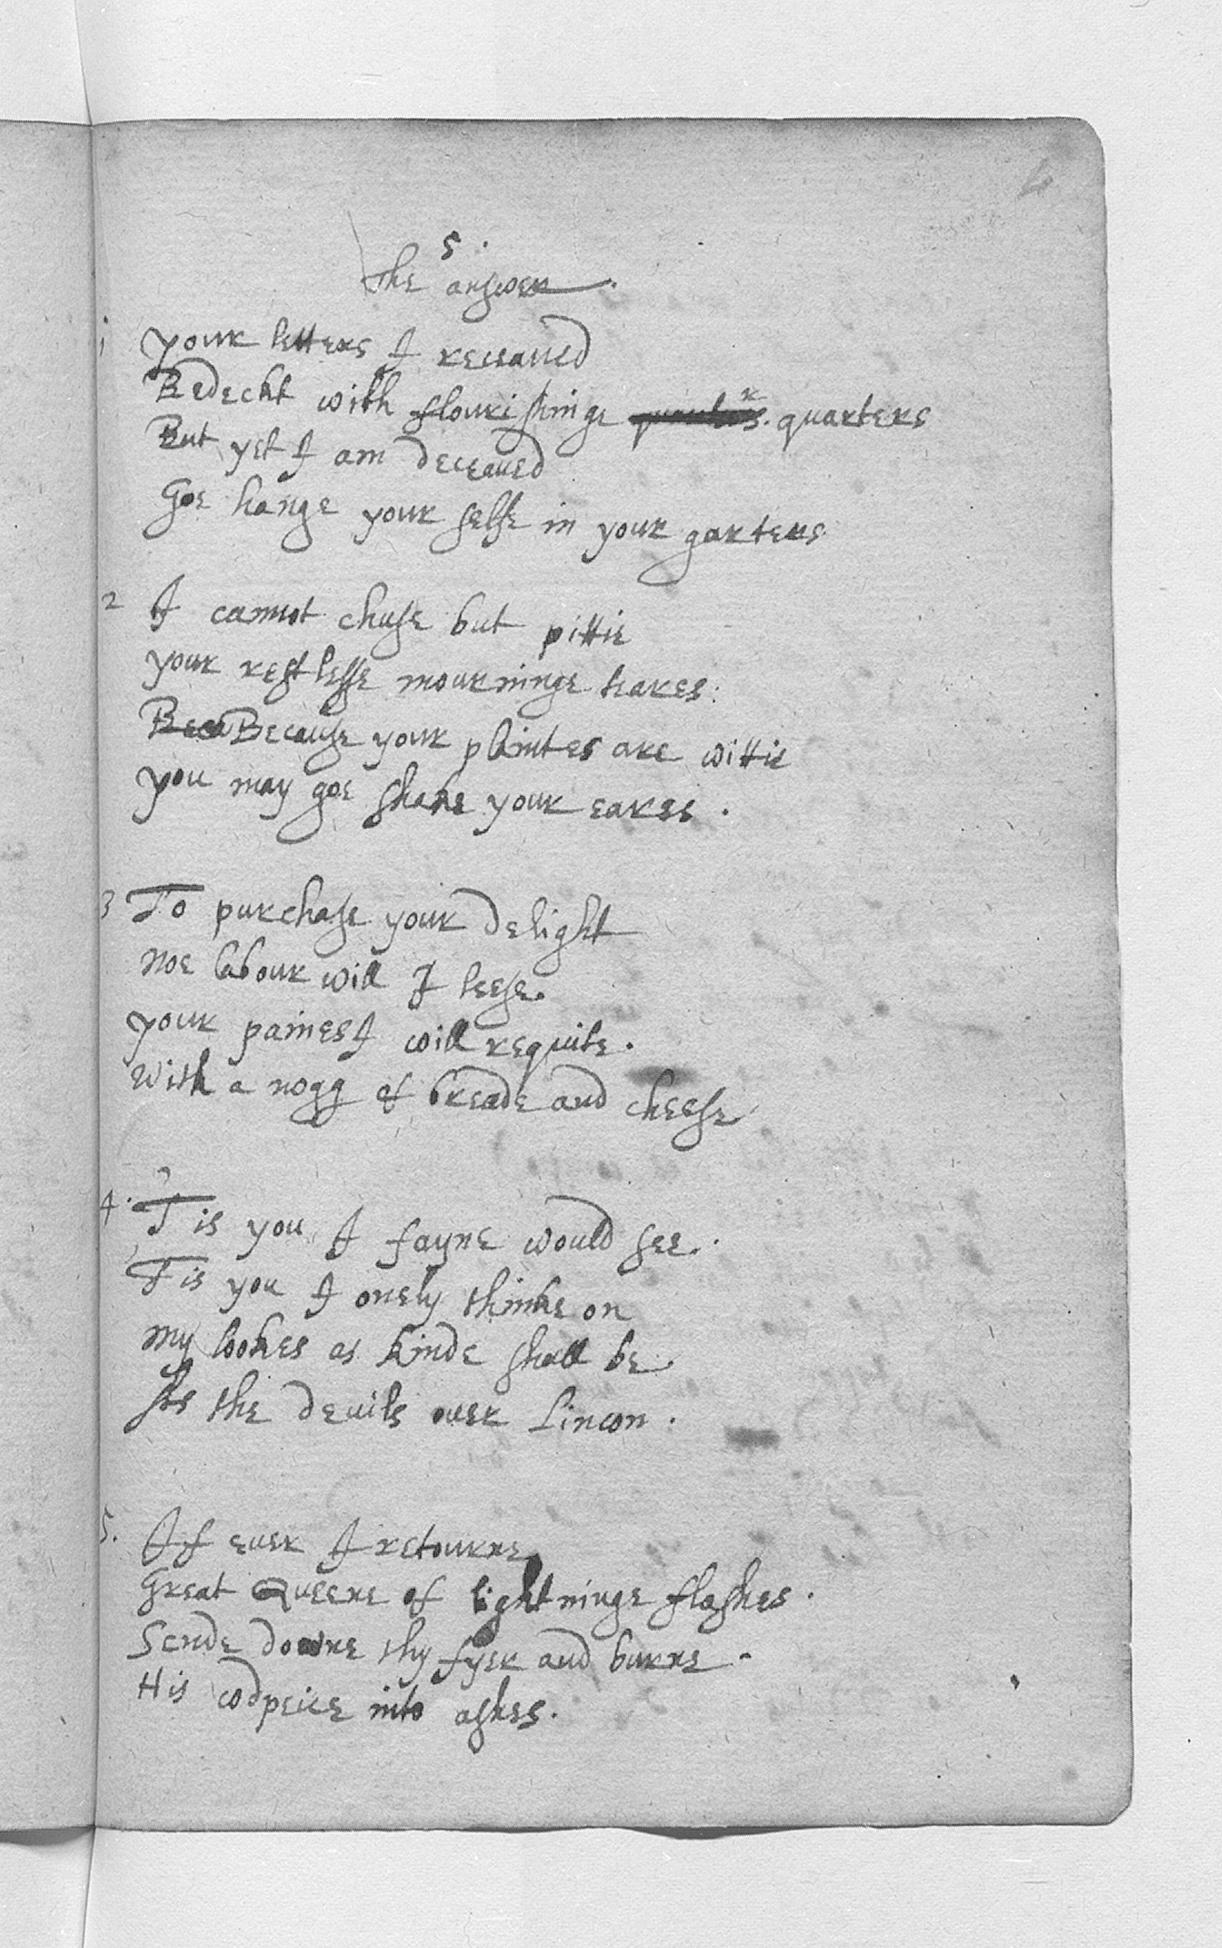 5.
The answer.
1 your letters I receaued
Bedeckt with flourishinge quarters
But yet I am deceaued
Goe hange your selfe in your garters
2 I cannot chuse but pittie
your restlesse mourninge teares:
Beca Because your plaintes are wittie
you may goe shake your eares.
3 To purchase your delight
noe labour will I leese.
your paines I will requite.
With a nogg of breade and cheese
4. Tis you I fayne would see.
Tis you I onely thinke on
my lookes as kinde shall be
As the deuils ouer Lincon.
5. If euer I retourne
Great Queene of lightninge flashes.
Sende downe thy fyer and burne.
His codpeice into ashes.